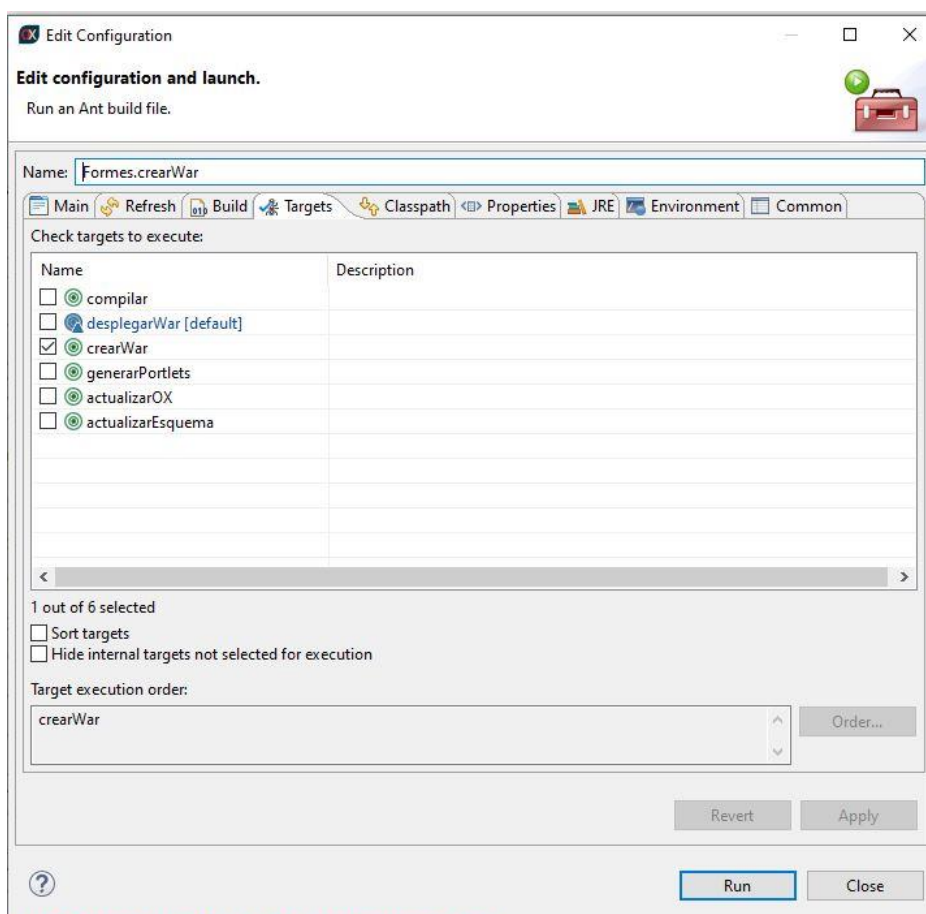 Edit Configuration
Edit configuration and launch.
Run an Ant build file.
Name: Formes.crearWar
Main Refresh Build Targets Classpath Properties JRE Environment Common
Check targets to execute:
Name Description
compilar
desplegarWar [default]
crearWar
generarPortlets
actualizarOX
actualizarEsquema
1 out of 6 selected
Sort targets
Hide internal targets not selected for execution
Target execution order:
crearWar
Order...
Revert Apply
Run Close